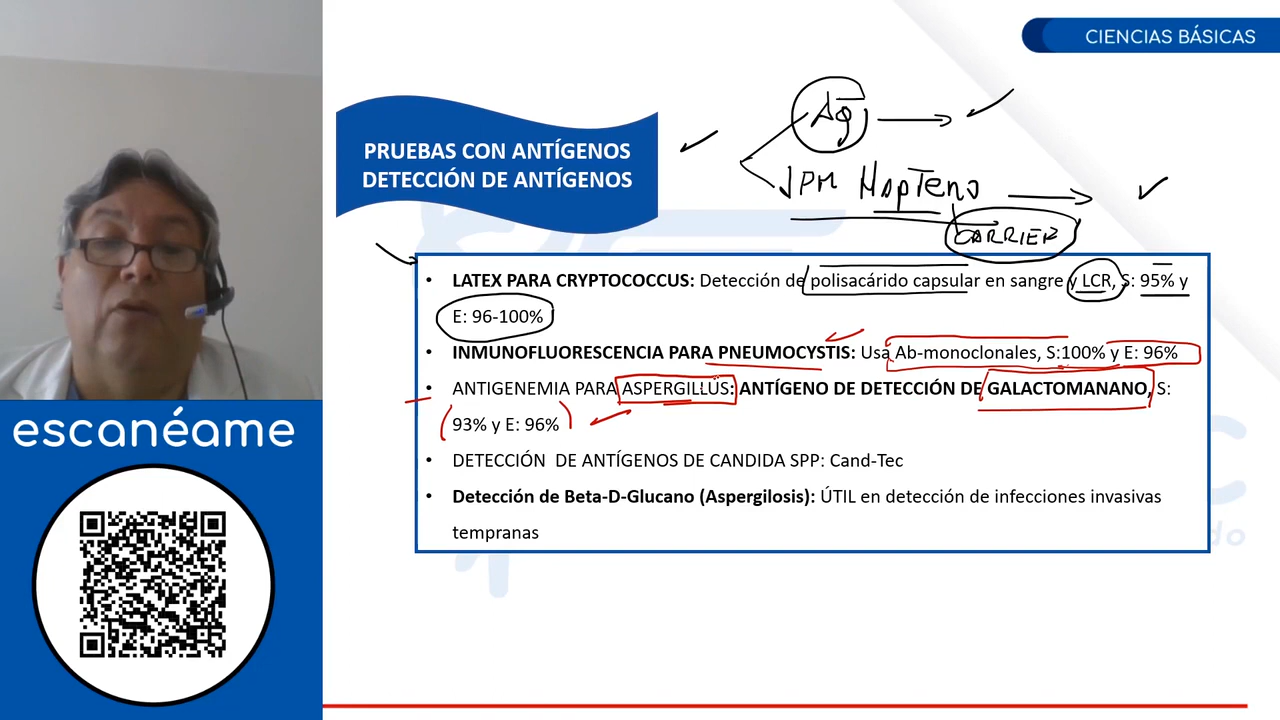 CIENCIAS BÁSICAS
PRUEBAS CON ANTÍGENOS
DETECCIÓN DE ANTÍGENOS
Ag
↓PM Hapteno
CARRIER
• LATEX PARA CRYPTOCOCCUS: Detección de polisacárido capsular en sangre y LCR, S: 95% y
E: 96-100%
• INMUNOFLUORESCENCIA PARA PNEUMOCYSTIS: Usa Ab-monoclonales, S:100% y E: 96%
• ANTIGENEMIA PARA ASPERGILLUS: ANTÍGENO DE DETECCIÓN DE GALACTOMANANO, S:
93% y E: 96%
• DETECCIÓN DE ANTÍGENOS DE CANDIDA SPP: Cand-Tec
• Detección de Beta-D-Glucano (Aspergilosis): ÚTIL en detección de infecciones invasivas
tempranas
escanéame